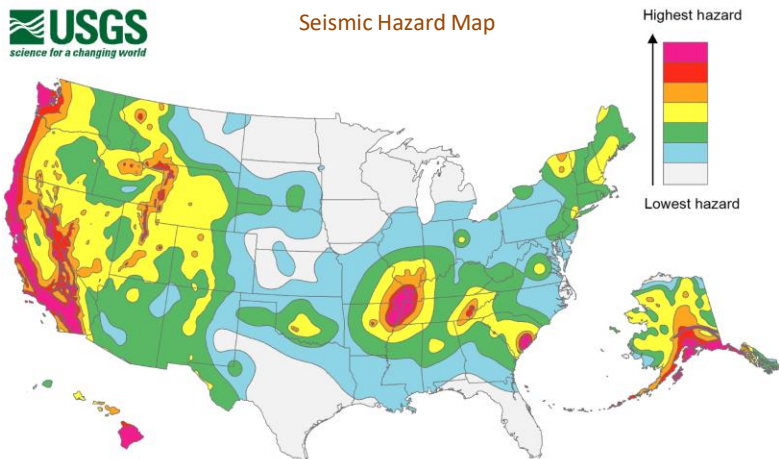 USGS
science for a changing world
Seismic Hazard Map
Highest hazard
Lowest hazard